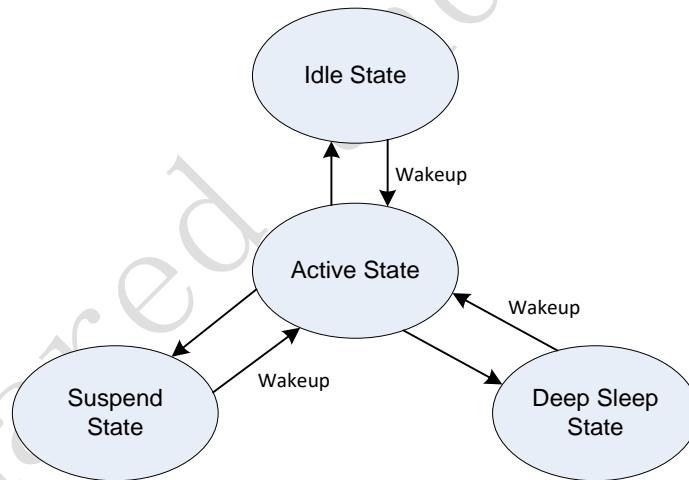 Idle State
Wakeup
Active State
Wakeup
Wakeup
Suspend
State
Deep Sleep
State